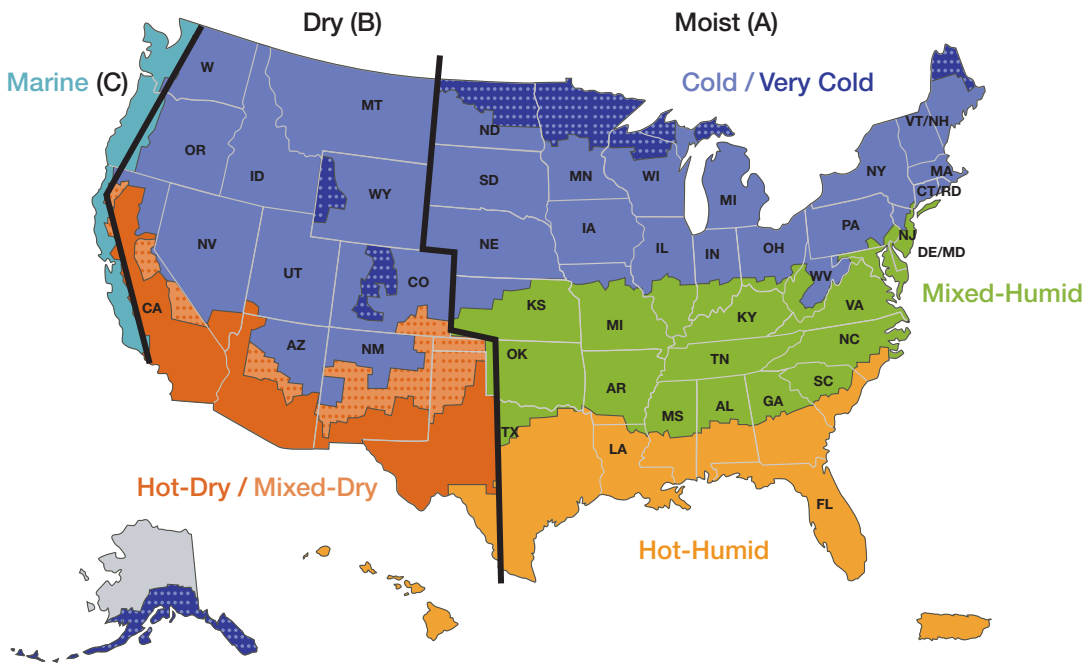 Dry (B)
Moist (A)
Marine (C)
Cold / Very Cold
W
MT
ND
VT/NH
OR
ID
WY
SD
MN
WI
MI
NY
MA
CT/RD
NV
UT
CO
NE
IA
IL
IN
OH
PA
NJ
DE/MD
WV
Mixed-Humid
CA
AZ
NM
KS
MI
KY
VA
NC
OK
AR
TN
SC
MS
AL
GA
TX
LA
FL
Hot-Dry / Mixed-Dry
Hot-Humid